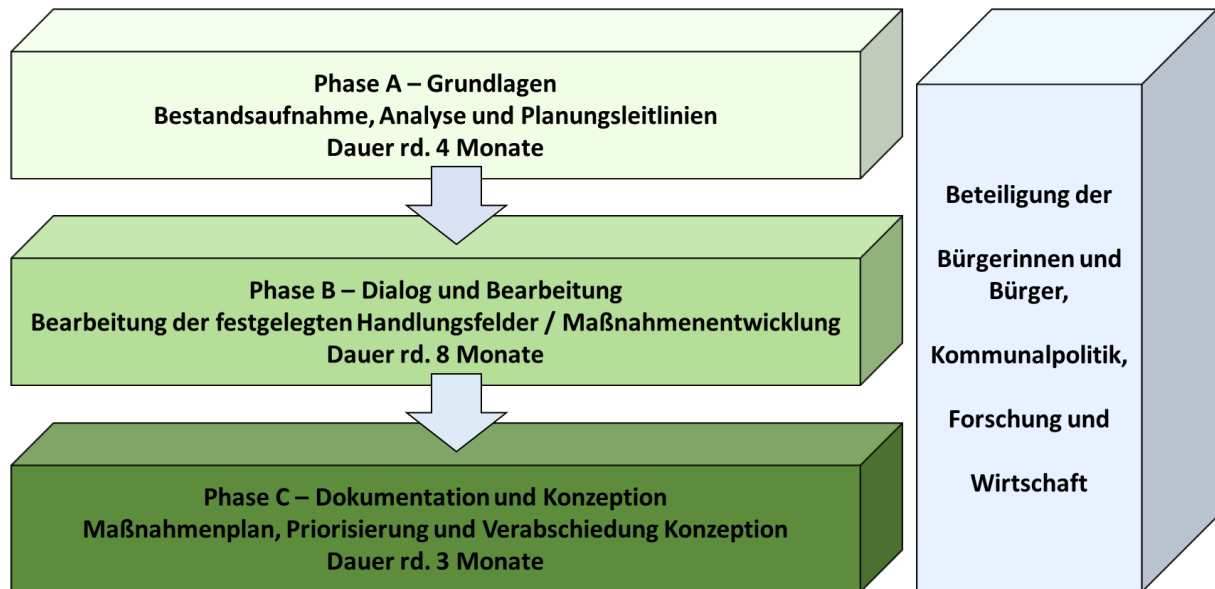 Phase A – Grundlagen
Bestandsaufnahme, Analyse und Planungsleitlinien
Dauer rd. 4 Monate
Phase B – Dialog und Bearbeitung
Bearbeitung der festgelegten Handlungsfelder / Maßnahmenentwicklung
Dauer rd. 8 Monate
Phase C – Dokumentation und Konzeption
Maßnahmenplan, Priorisierung und Verabschiedung Konzeption
Dauer rd. 3 Monate
Beteiligung der
Bürgerinnen und
Bürger,
Kommunalpolitik,
Forschung und
Wirtschaft